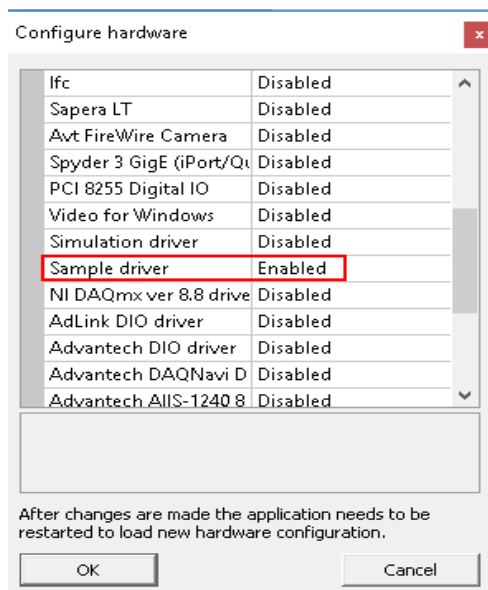 Configure hardware
x
Ifc Disabled
Sapera LT Disabled
Avt FireWire Camera Disabled
Spyder 3 GigE (iPort/Qu Disabled
PCI 8255 Digital IO Disabled
Video for Windows Disabled
Simulation driver Disabled
Sample driver Enabled
NI DAQmx ver 8.8 drive Disabled
AdLink DIO driver Disabled
Advantech DIO driver Disabled
Advantech DAQNavi D Disabled
Advantech AIIS-1240 8 Disabled
After changes are made the application needs to be
restarted to load new hardware configuration.
OK Cancel